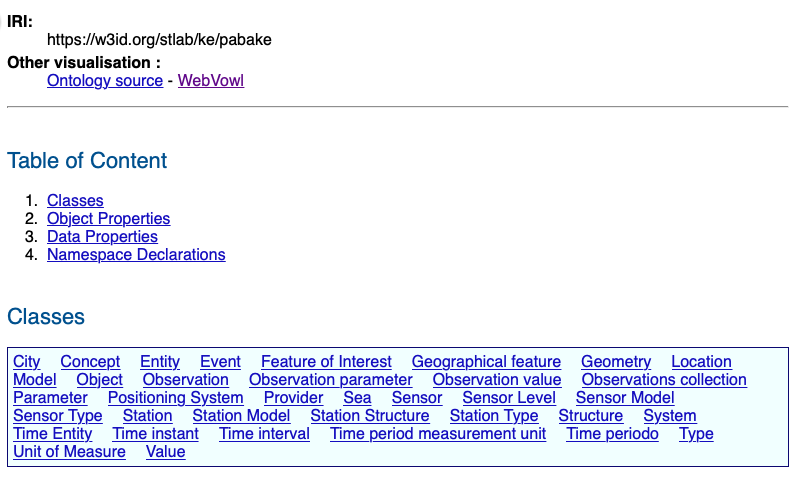 IRI:
https://w3id.org/stlab/ke/pabake
Other visualisation :
Ontology source - WebVowl
Table of Content
1. Classes
2. Object Properties
3. Data Properties
4. Namespace Declarations
Classes
City Concept Entity Event Feature of Interest Geographical feature Geometry Location
Model Object Observation Observation parameter Observation value Observations collection
Parameter Positioning System Provider Sea Sensor Sensor Level Sensor Model
Sensor Type Station Station Model Station Structure Station Type Structure System
Time Entity Time instant Time interval Time period measurement unit Time periodo Type
Unit of Measure Value